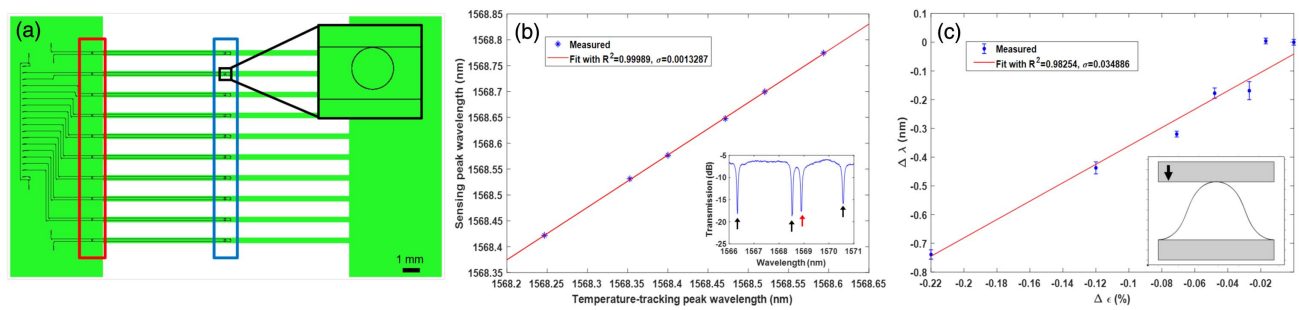 (a)
1 mm
(b)
Sensing peak wavelength (nm)
1568.85
1568.8
1568.75
1568.7
1568.65
1568.6
1568.55
1568.5
1568.45
1568.4
1568.35
Measured
Fit with R²=0.99989, σ=0.0013287
Transmission (dB)
-5
-10
-15
-20
-25
1566 1567 1568 1569 1570 1571
Wavelength (nm)
1568.2 1568.25 1568.3 1568.35 1568.4 1568.45 1568.5 1568.55 1568.6 1568.65
Temperature-tracking peak wavelength (nm)
(c)
Δ λ (nm)
0
-0.1
-0.2
-0.3
-0.4
-0.5
-0.6
-0.7
-0.8
Measured
Fit with R²=0.98254, σ=0.034886
-0.22 -0.2 -0.18 -0.16 -0.14 -0.12 -0.1 -0.08 -0.06 -0.04 -0.02
Δ ϵ (%)